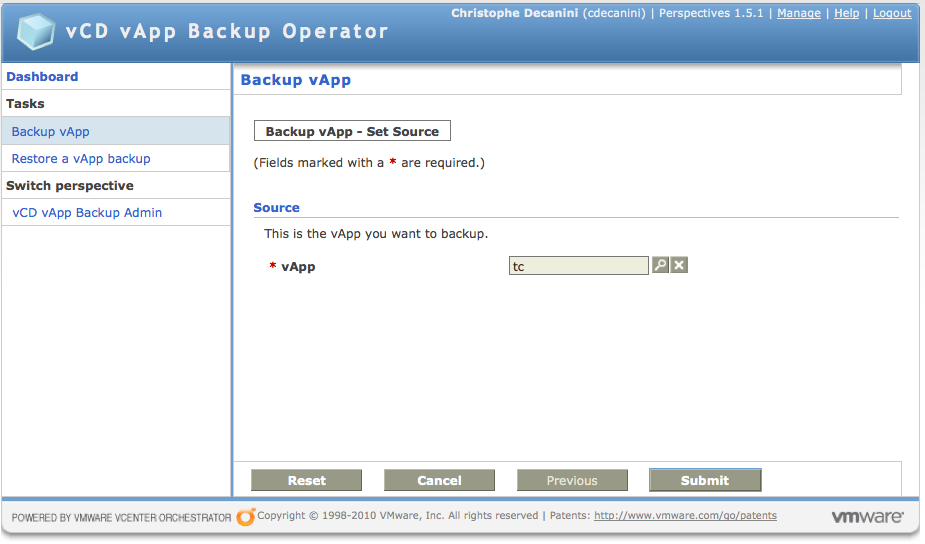 vCD vApp Backup Operator
Christophe Decanini (cdecanini) | Perspectives 1.5.1 | Manage | Help | Logout
Dashboard
Tasks
Backup vApp
Restore a vApp backup
Switch perspective
vCD vApp Backup Admin
Backup vApp
Backup vApp - Set Source
(Fields marked with a * are required.)
Source
This is the vApp you want to backup.
* vApp
tc
Reset Cancel Previous Submit
POWERED BY VMWARE VCENTER ORCHESTRATOR
Copyright © 1998-2010 VMware, Inc. All rights reserved | Patents: http://www.vmware.com/go/patents
vmware